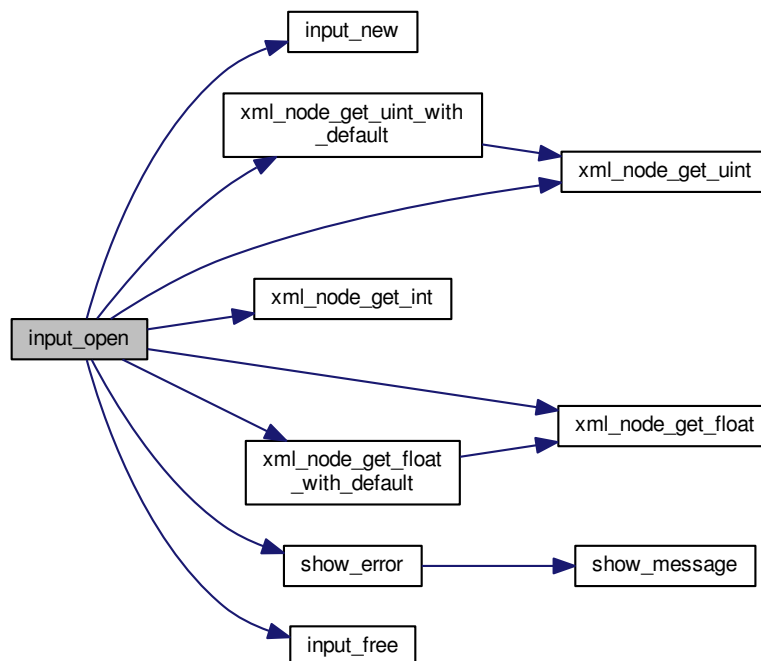 input_new
xml_node_get_uint_with
_default
xml_node_get_uint
xml_node_get_int
input_open
xml_node_get_float
xml_node_get_float
_with_default
show_error
show_message
input_free